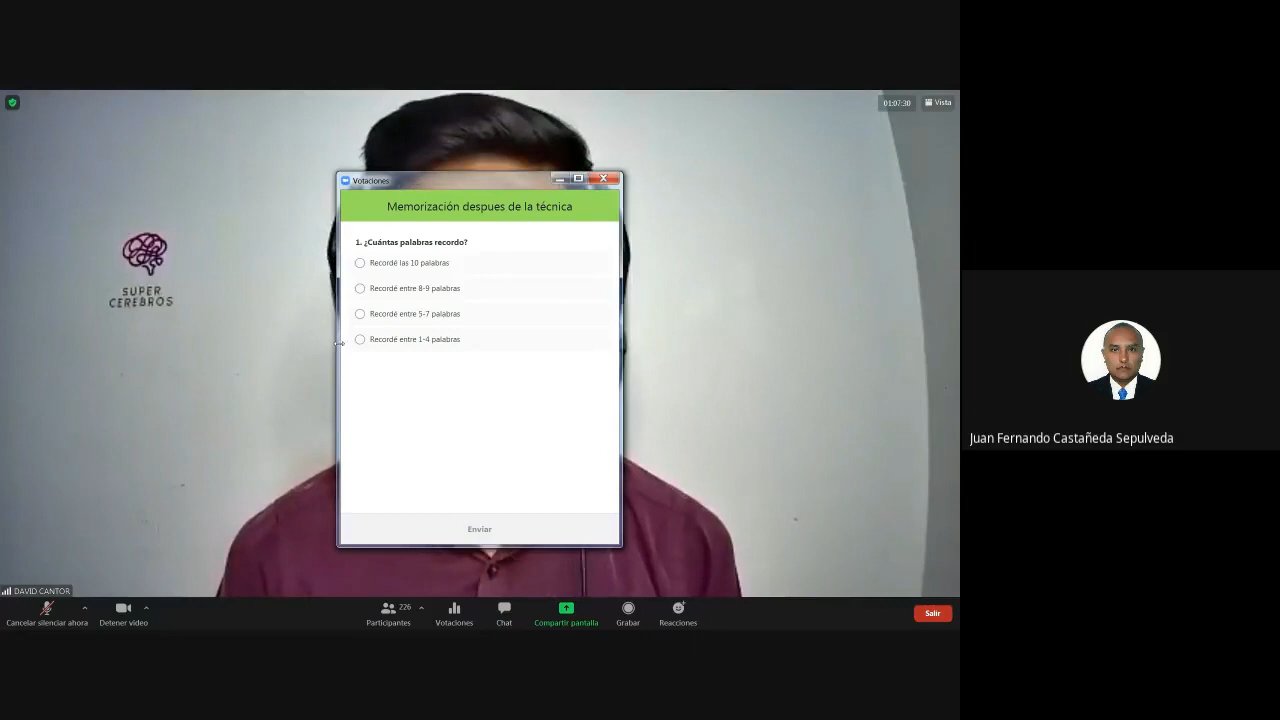 01:07:30
Vista
Votaciones
Memorización despues de la técnica
1. ¿Cuántas palabras recordo?
Recordé las 10 palabras
Recordé entre 8-9 palabras
Recordé entre 5-7 palabras
Recordé entre 1-4 palabras
Enviar
SUPER
CEREBROS
Juan Fernando Castañeda Sepulveda
DAVID CANTOR
226
Cancelar silenciar ahora
Detener video
Participantes
Votaciones
Chat
Compartir pantalla
Grabar
Reacciones
Salir